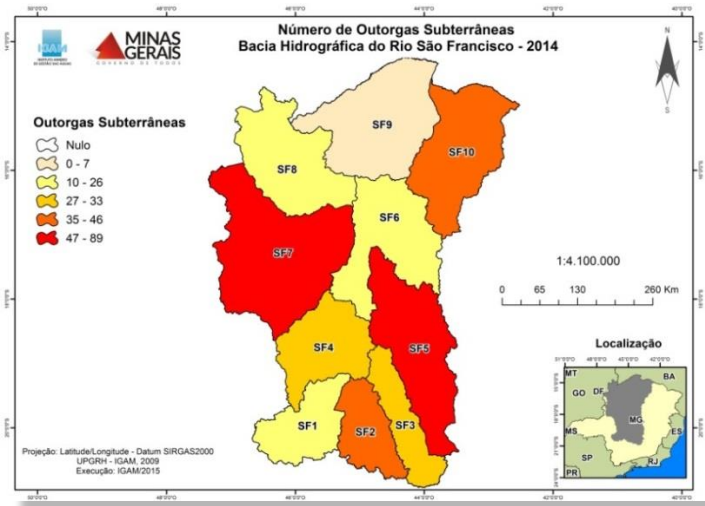 Número de Outorgas Subterrâneas
Bacia Hidrográfica do Rio São Francisco - 2014
IGAM
MINAS
GERAIS
GOVERNO DE TODOS
N
S
Outorgas Subterrâneas
Nulo
0 - 7
10 - 26
27 - 33
35 - 46
47 - 89
SF9
SF10
SF8
SF6
SF7
SF5
SF4
SF3
SF2
SF1
1:4.100.000
0 65 130 260 Km
Localização
MT
BA
GO
DF
MG
MS
ES
SP
RJ
PR
Projeção: Latitude/Longitude - Datum SIRGAS2000
UPGRH - IGAM, 2009
Execução: IGAM/2015